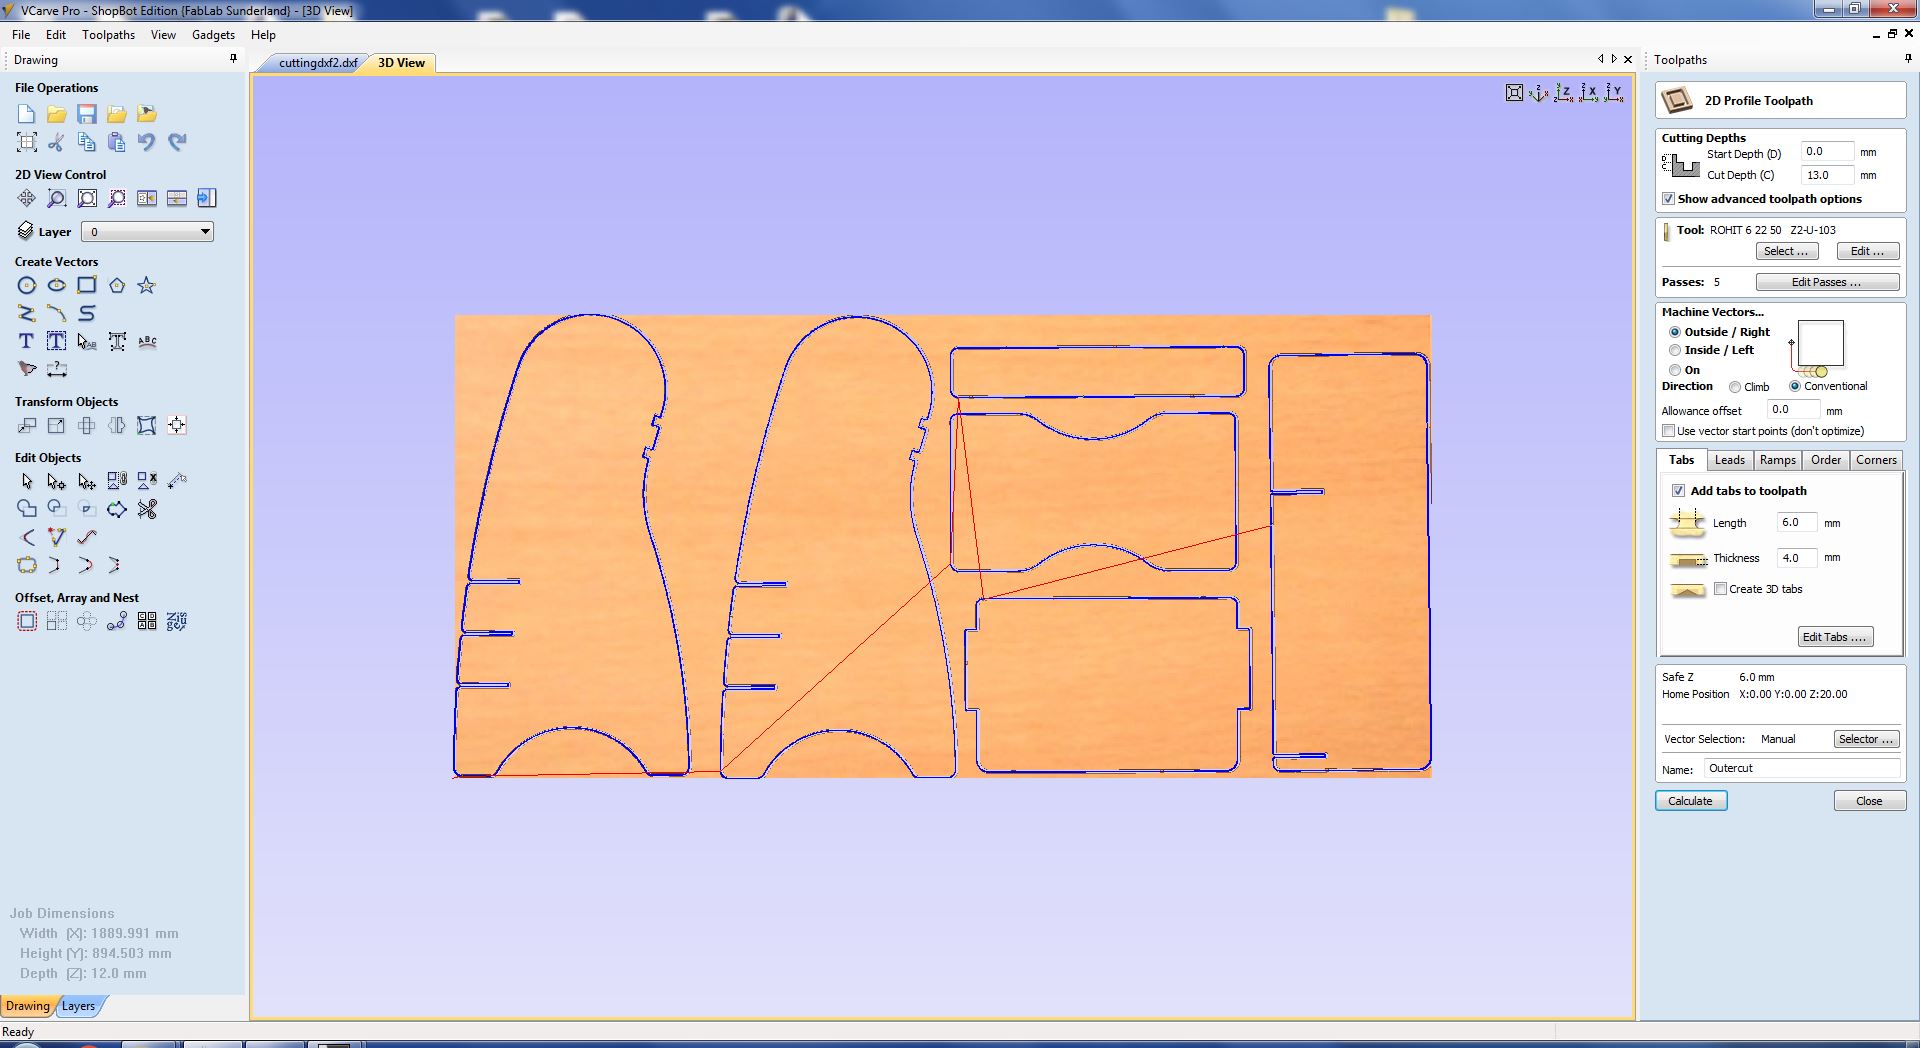 VCarve Pro - ShopBot Edition {FabLab Sunderland} - [3D View]
File Edit Toolpaths View Gadgets Help
Drawing
cuttingdxf2.dxf 3D View
Toolpaths
File Operations
2D View Control
Layer 0
Create Vectors
Transform Objects
Edit Objects
Offset, Array and Nest
Job Dimensions
Width (X): 1889.991 mm
Height (Y): 894.503 mm
Depth (Z): 12.0 mm
Drawing Layers
Ready
2D Profile Toolpath
Cutting Depths
Start Depth (D) 0.0 mm
Cut Depth (C) 13.0 mm
Show advanced toolpath options
Tool: ROHIT 6 22 50 Z2-U-103
Select ... Edit ...
Passes: 5 Edit Passes ...
Machine Vectors...
Outside / Right
Inside / Left
On
Direction Climb Conventional
Allowance offset 0.0 mm
Use vector start points (don't optimize)
Tabs Leads Ramps Order Corners
Add tabs to toolpath
Length 6.0 mm
Thickness 4.0 mm
Create 3D tabs
Edit Tabs ....
Safe Z 6.0 mm
Home Position X:0.00 Y:0.00 Z:20.00
Vector Selection: Manual Selector ...
Name: Outercut
Calculate Close